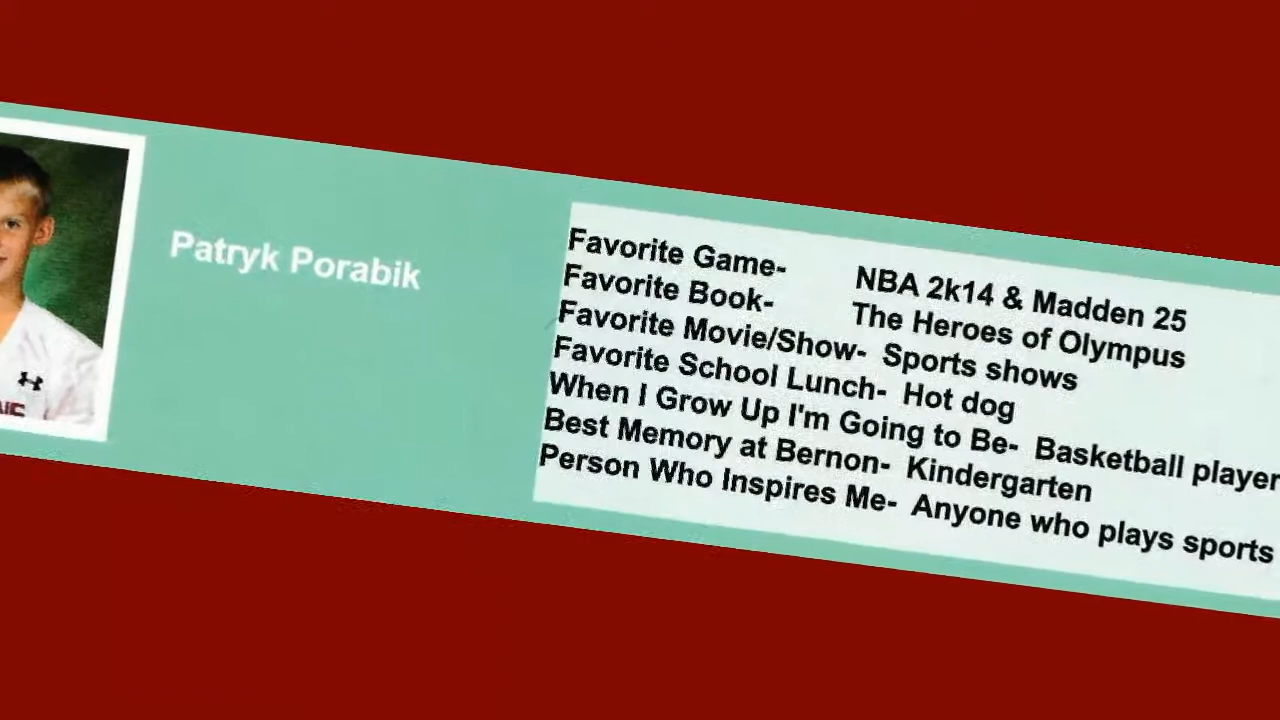 Patryk Porabik
Favorite Game- NBA 2k14 & Madden 25
Favorite Book- The Heroes of Olympus
Favorite Movie/Show- Sports shows
Favorite School Lunch- Hot dog
When I Grow Up I'm Going to Be- Basketball player
Best Memory at Bernon- Kindergarten
Person Who Inspires Me- Anyone who plays sports